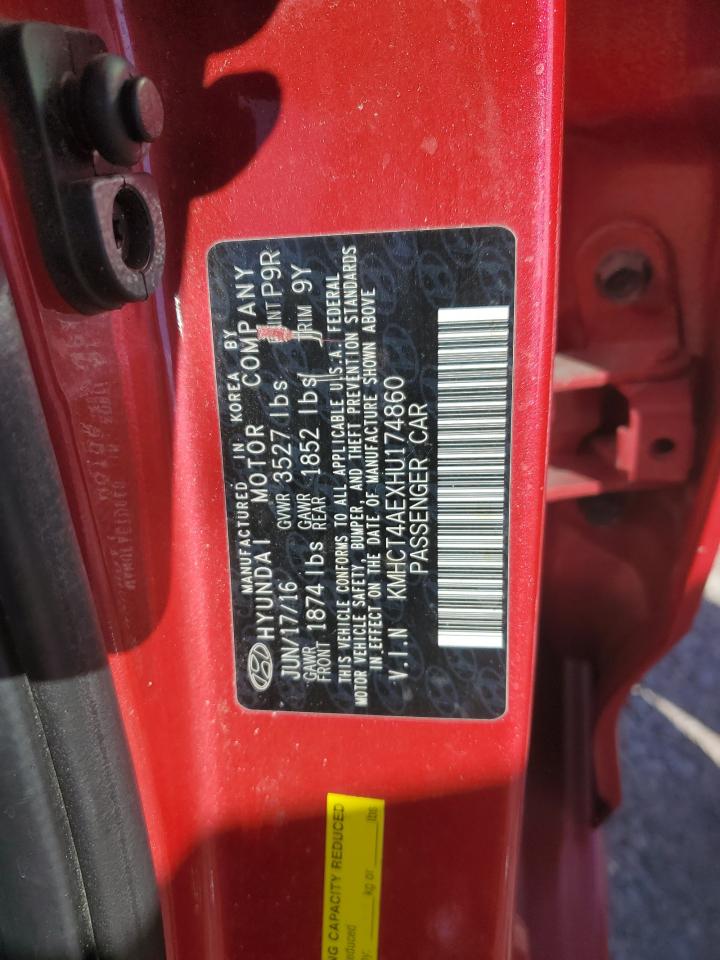 MANUFACTURED IN KOREA BY
HYUNDAI MOTOR COMPANY
JUN/17/16 GVWR 3527 lbs PAINT P9R
GAWR FRONT 1874 lbs GAWR REAR 1852 lbs TRIM 9Y
THIS VEHICLE CONFORMS TO ALL APPLICABLE U.S.A. FEDERAL
MOTOR VEHICLE SAFETY, BUMPER, AND THEFT PREVENTION STANDARDS
IN EFFECT ON THE DATE OF MANUFACTURE SHOWN ABOVE
V.I.N KMHCT4AEXHU174860
PASSENGER CAR
CAPACITY REDUCED
kg or lbs